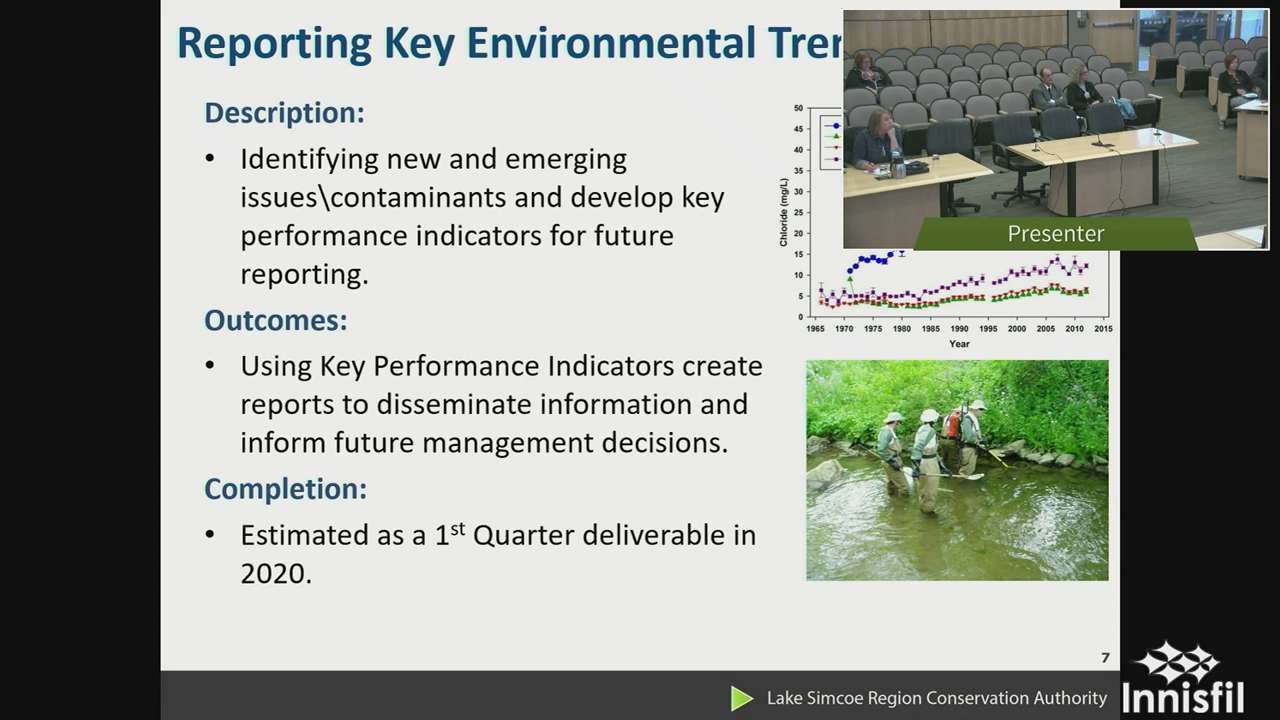 Reporting Key Environmental
Description:
• Identifying new and emerging
issues\contaminants and develop key
performance indicators for future
reporting.
Outcomes:
• Using Key Performance Indicators create
reports to disseminate information and
inform future management decisions.
Completion:
• Estimated as a 1st Quarter deliverable in
2020.
50
45
40
35
30
25
20
15
10
5
0
Chloride (mg/L)
1965 1970 1975 1980 1985 1990 1995 2000 2005 2010 2015
Year
Presenter
7
Lake Simcoe Region Conservation Authority
Innisfil